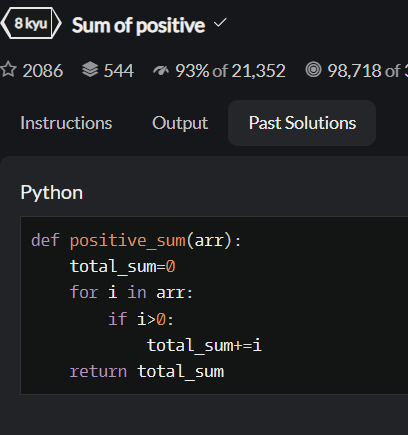 8 kyu Sum of positive
2086 544 93% of 21,352 98,718 of
Instructions Output Past Solutions
Python
def positive_sum(arr):
    total_sum=0
    for i in arr:
        if i>0:
            total_sum+=i
    return total_sum